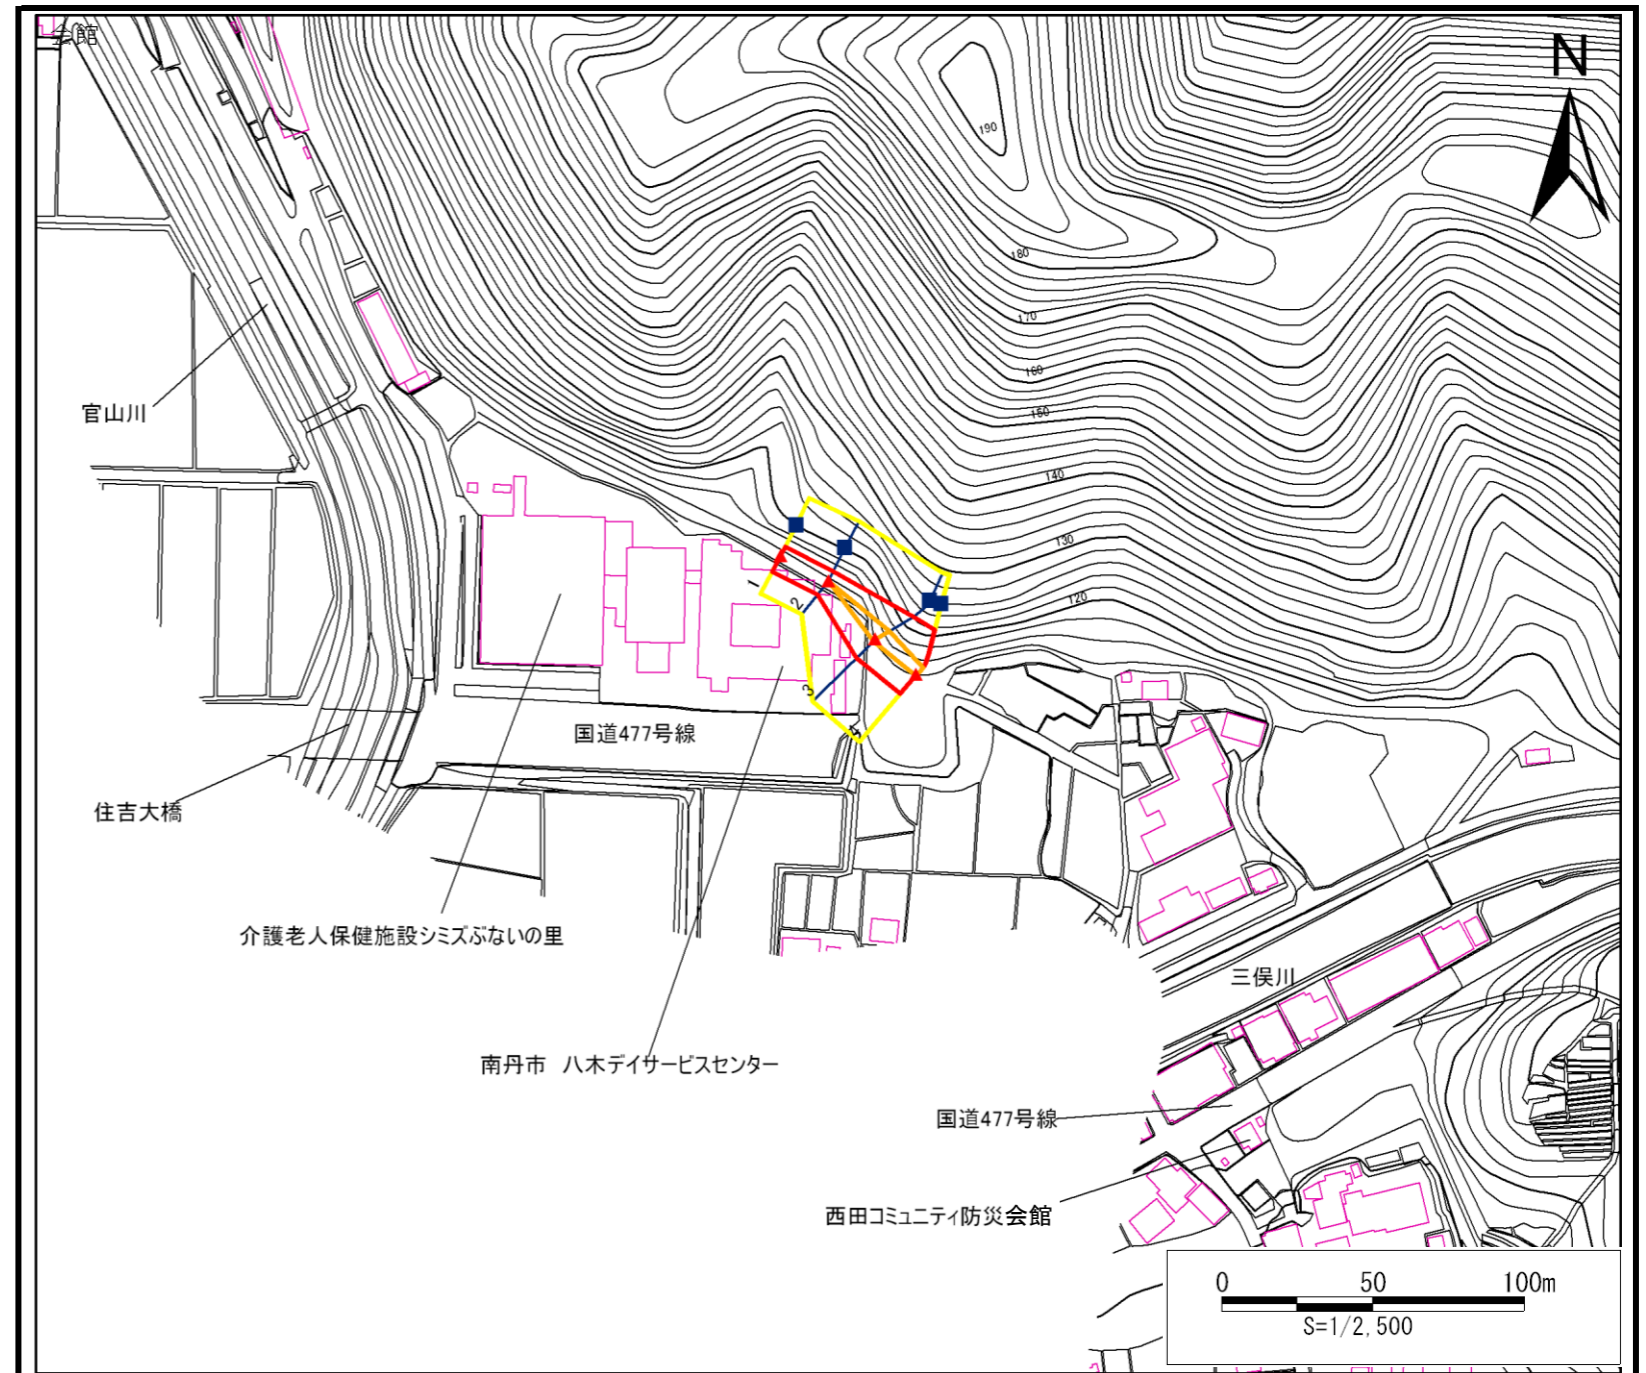 会館
N
190
180
170
160
150
140
130
120
官山川
1
2
3
4
国道477号線
住吉大橋
介護老人保健施設シミズぶないの里
三俣川
南丹市 八木デイサービスセンター
国道477号線
西田コミュニティ防災会館
0 50 100m
S=1/2,500